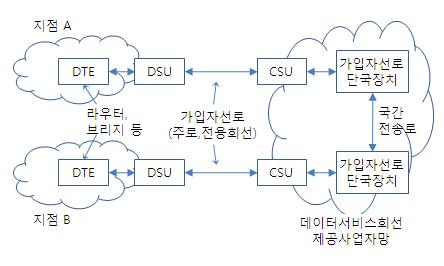 지점 A
DTE
DSU
CSU
가입자선로
단국장치
라우터,
브리지 등
가입자선로
(주로,전용회선)
국간
전송로
DTE
DSU
CSU
가입자선로
단국장치
지점 B
데이터서비스회선
제공사업자망